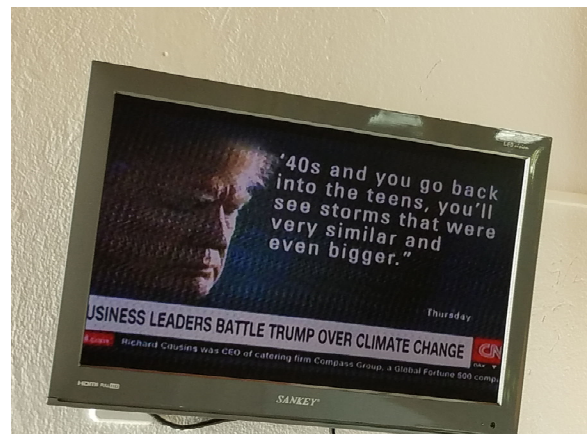 '40s and you go back
into the teens, you'll
see storms that were
very similar and
even bigger."
Thursday
USINESS LEADERS BATTLE TRUMP OVER CLIMATE CHANGE
CN
Richard Cousins was CEO of catering firm Compass Group, a Global Fortune 500 comp
HDMI
SANKEY